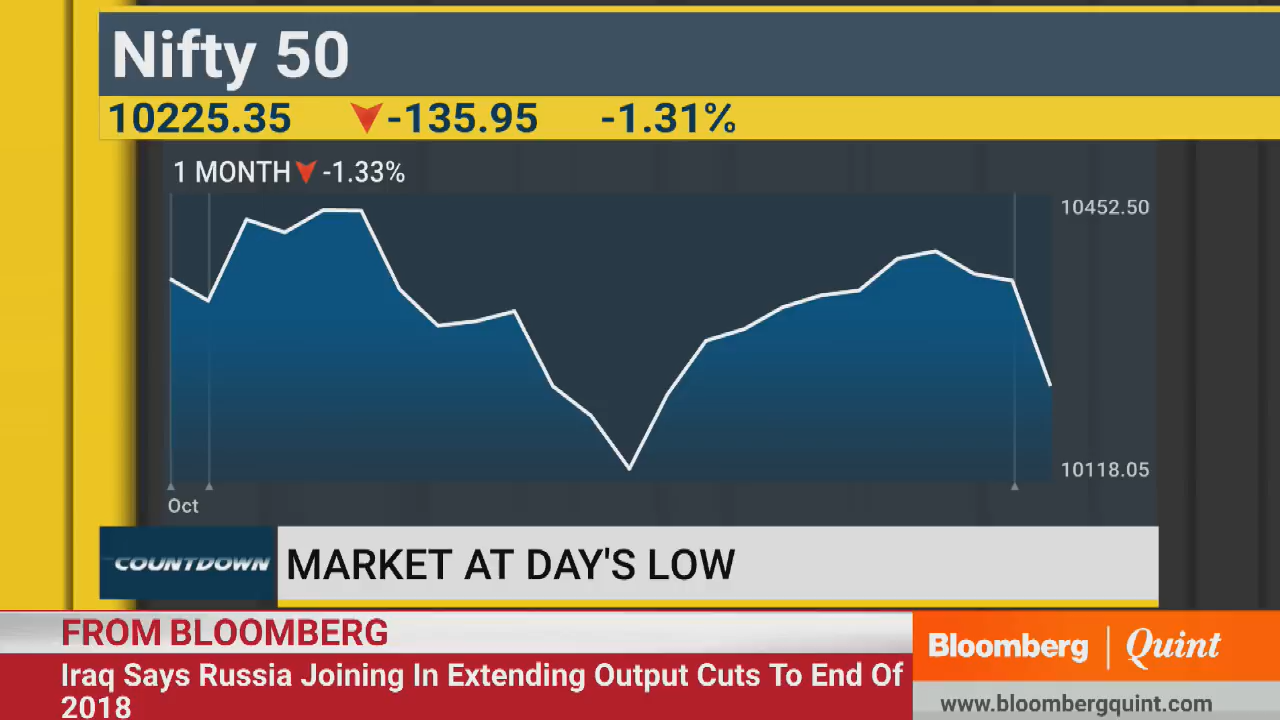 Nifty 50
10225.35 -135.95 -1.31%
1 MONTH -1.33%
10452.50
10118.05
Oct
COUNTDOWN MARKET AT DAY'S LOW
FROM BLOOMBERG
Iraq Says Russia Joining In Extending Output Cuts To End Of
2018
Bloomberg | Quint
www.bloombergquint.com